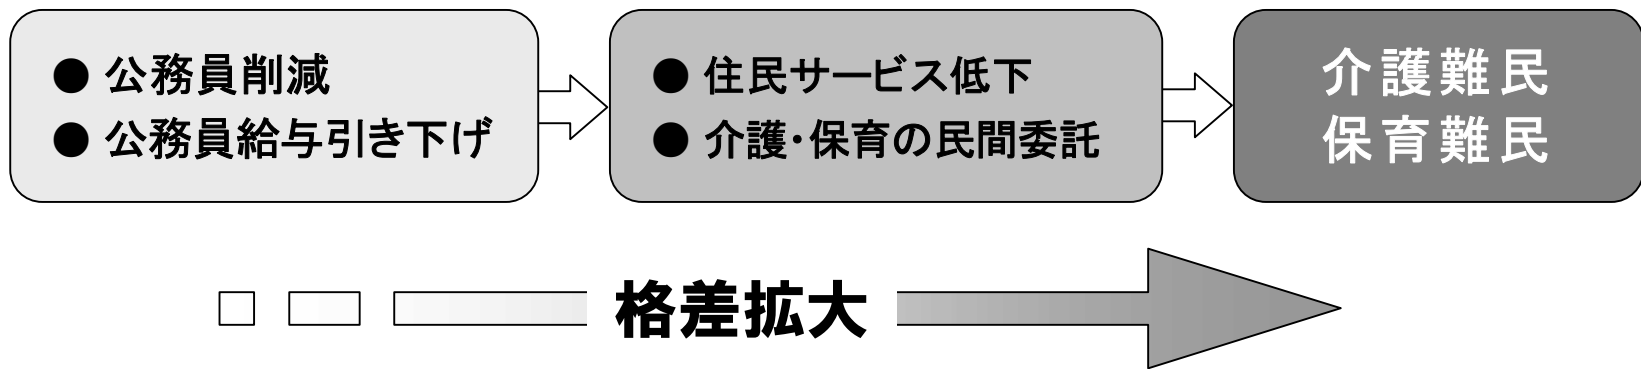 ● 公務員削減
● 公務員給与引き下げ
● 住民サービス低下
● 介護・保育の民間委託
介護難民
保育難民
格差拡大